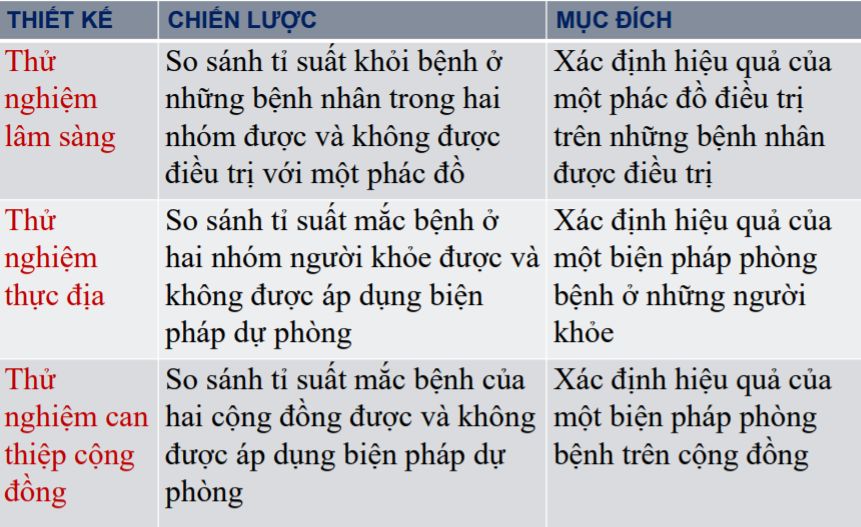 THIẾT KẾ
CHIẾN LƯỢC
MỤC ĐÍCH
Thử
nghiệm
lâm sàng
So sánh tỉ suất khỏi bệnh ở
những bệnh nhân trong hai
nhóm được và không được
điều trị với một phác đồ
Xác định hiệu quả của
một phác đồ điều trị
trên những bệnh nhân
được điều trị
Thử
nghiệm
thực địa
So sánh tỉ suất mắc bệnh ở
hai nhóm người khỏe được và
không được áp dụng biện
pháp dự phòng
Xác định hiệu quả của
một biện pháp phòng
bệnh ở những người
khỏe
Thử
nghiệm can
thiệp cộng
đồng
So sánh tỉ suất mắc bệnh của
hai cộng đồng được và không
được áp dụng biện pháp dự
phòng
Xác định hiệu quả của
một biện pháp phòng
bệnh trên cộng đồng